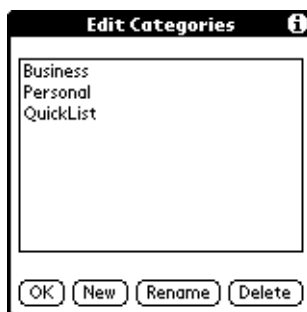 Edit Categories i
Business
Personal
QuickList
OK New Rename Delete